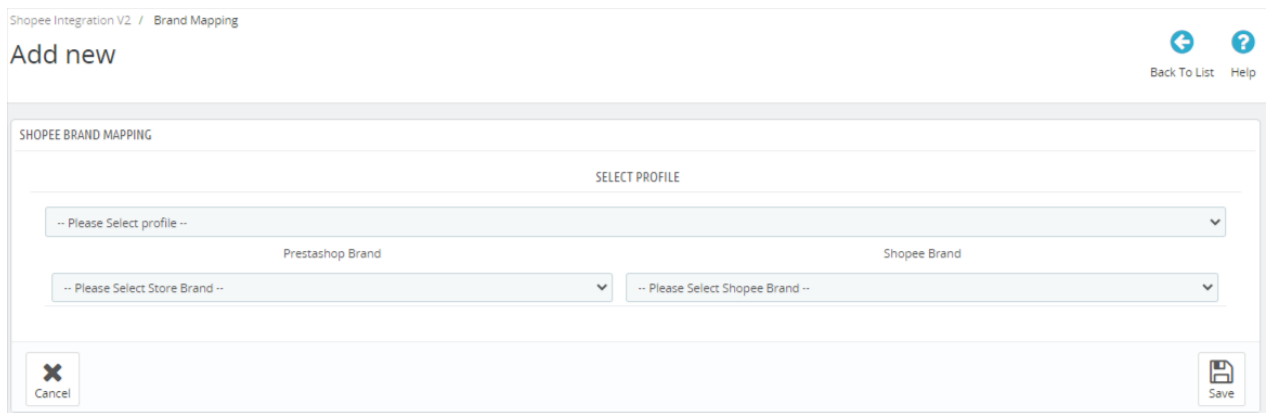 Shopee Integration V2 / Brand Mapping
Add new
Back To List Help
SHOPEE BRAND MAPPING
SELECT PROFILE
-- Please Select profile --
Prestashop Brand Shopee Brand
-- Please Select Store Brand -- -- Please Select Shopee Brand --
Cancel Save